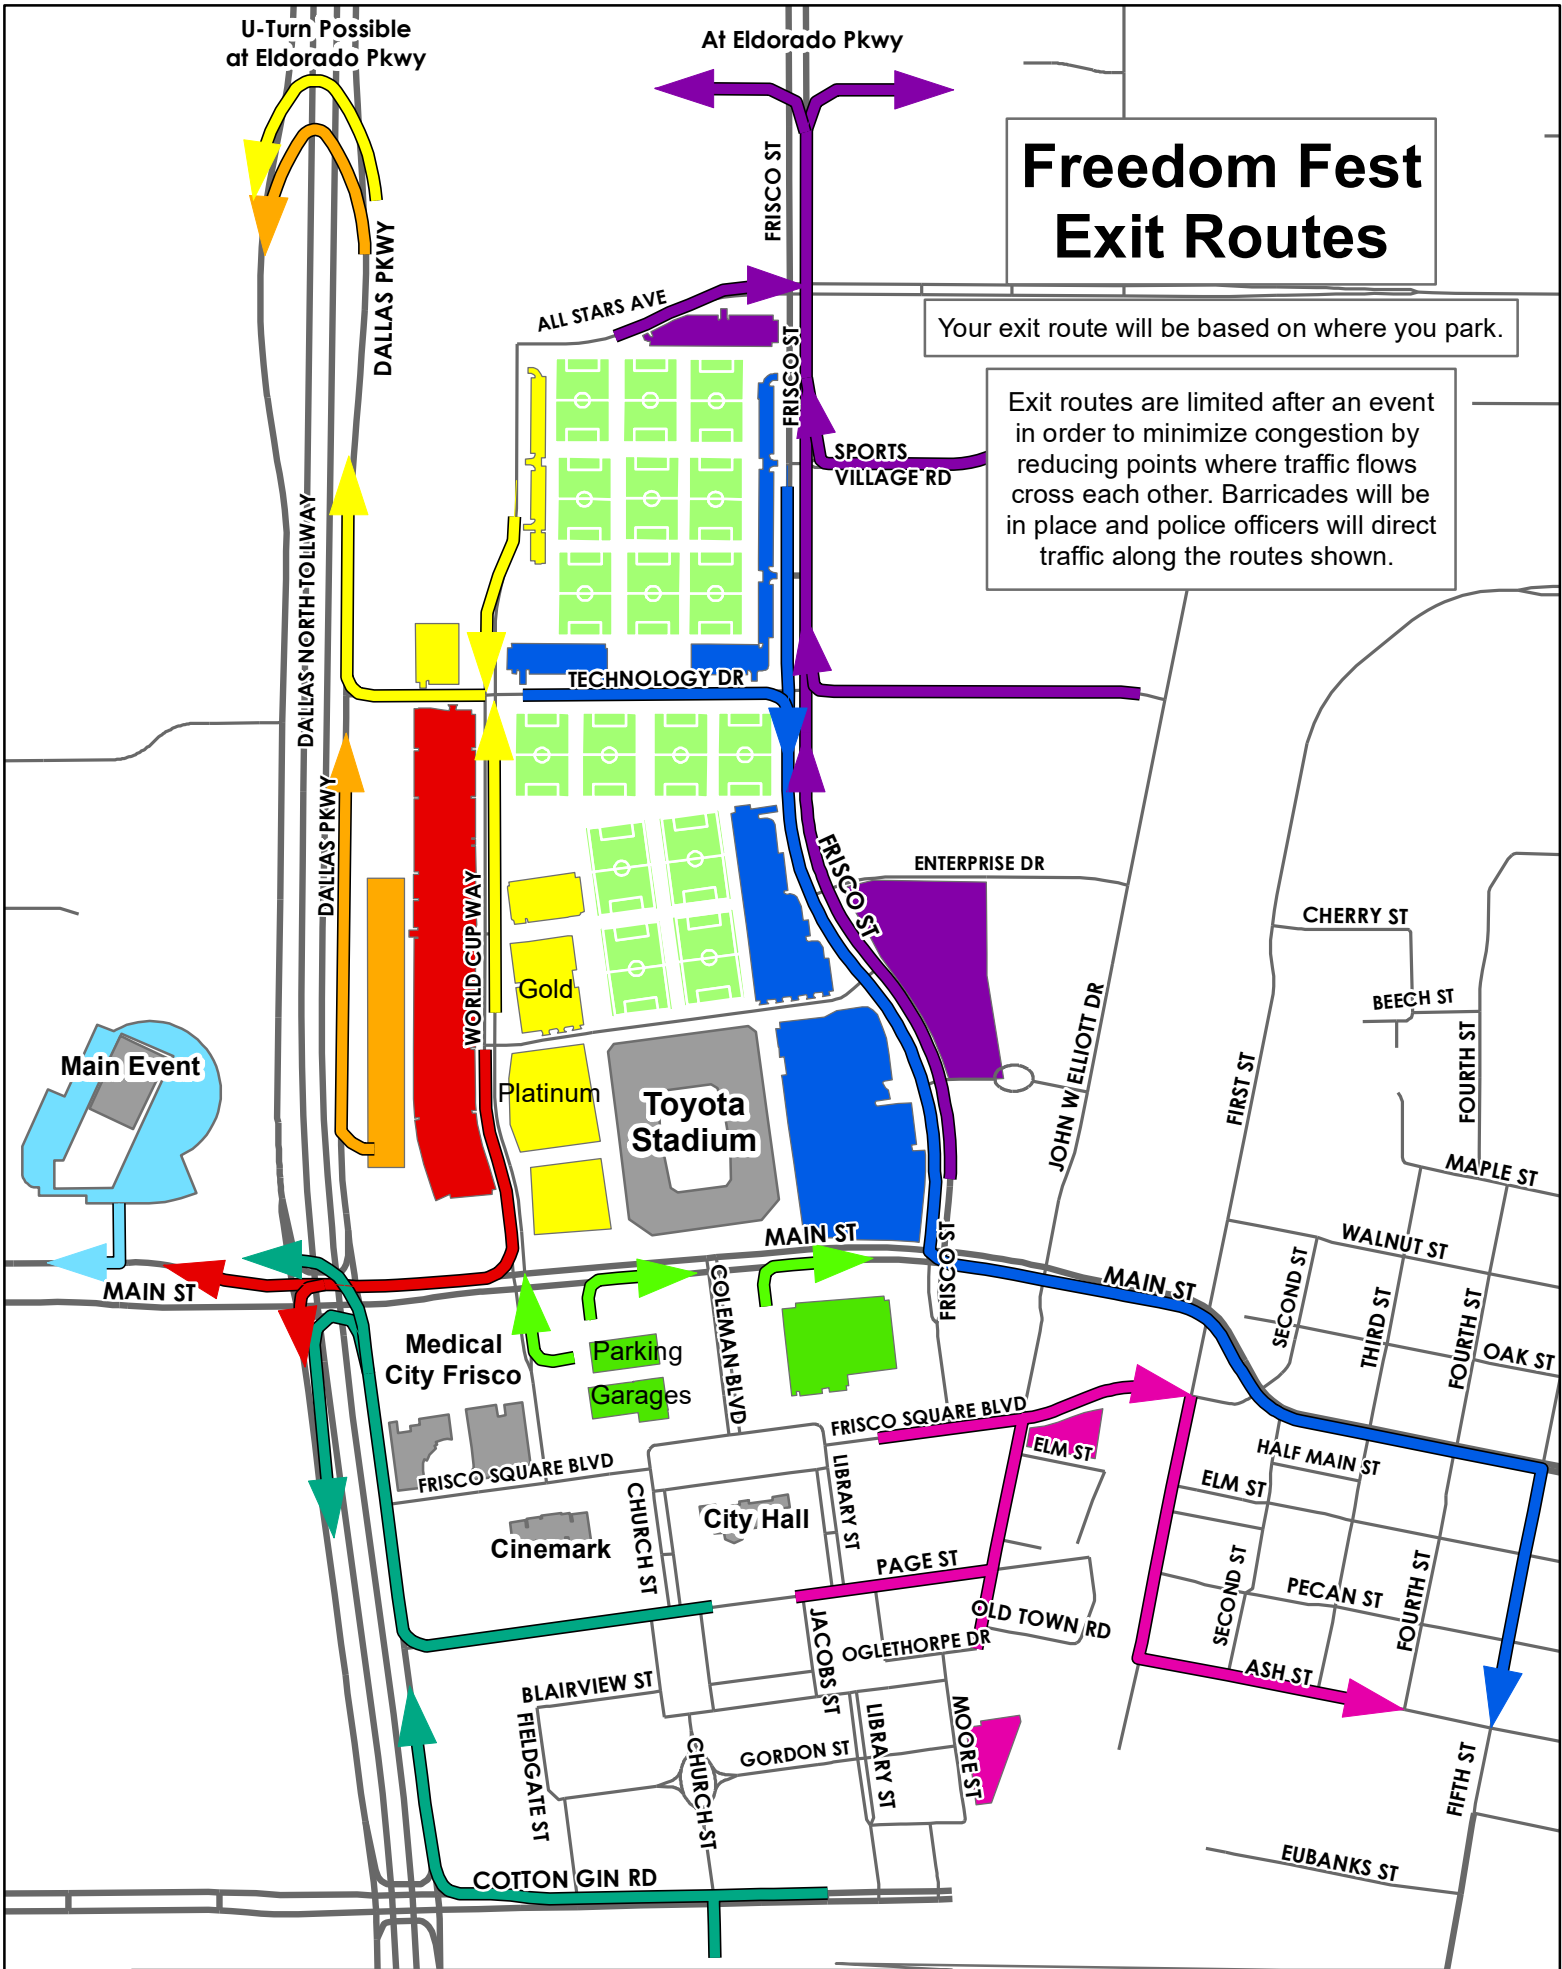 U-Turn Possible
at Eldorado Pkwy
At Eldorado Pkwy
Freedom Fest
Exit Routes
Your exit route will be based on where you park.
Exit routes are limited after an event
in order to minimize congestion by
reducing points where traffic flows
cross each other. Barricades will be
in place and police officers will direct
traffic along the routes shown.
FRISCO ST
DALLAS PKWY
ALL STARS AVE
FRISCO ST
SPORTS
VILLAGE RD
DALLAS NORTH TOLLWAY
TECHNOLOGY DR
DALLAS PKWY
WORLD CUP WAY
FRISCO ST
ENTERPRISE DR
CHERRY ST
Gold
BEECH ST
FOURTH ST
JOHN W ELLIOTT DR
FIRST ST
Main Event
Platinum
Toyota
Stadium
MAPLE ST
WALNUT ST
MAIN ST
FRISCO ST
MAIN ST
MAIN ST
SECOND ST
THIRD ST
FOURTH ST
OAK ST
COLEMAN BLVD
Medical
City Frisco
Parking
Garages
FRISCO SQUARE BLVD
ELM ST
HALF MAIN ST
ELM ST
FRISCO SQUARE BLVD
LIBRARY ST
CHURCH ST
City Hall
Cinemark
PAGE ST
SECOND ST
PECAN ST
FOURTH ST
JACOBS ST
OLD TOWN RD
OGLETHORPE DR
ASH ST
BLAIRVIEW ST
FIELDGATE ST
CHURCH ST
GORDON ST
LIBRARY ST
MOORE ST
FIFTH ST
EUBANKS ST
COTTON GIN RD